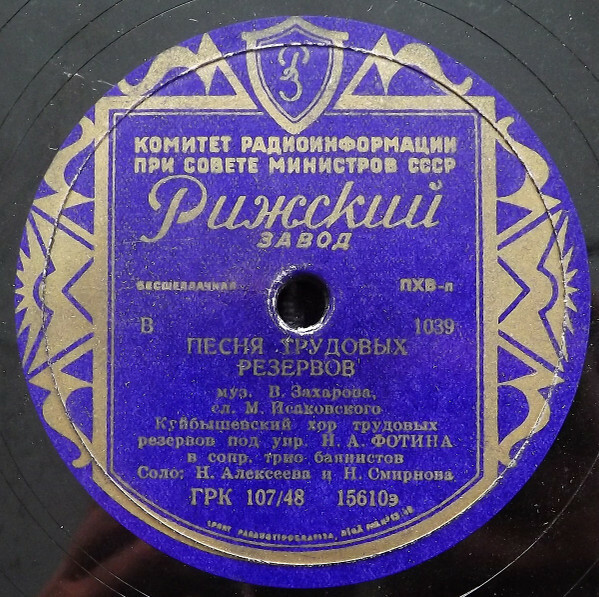 РЗ
КОМИТЕТ РАДИОИНФОРМАЦИИ
ПРИ СОВЕТЕ МИНИСТРОВ СССР
Рижский
ЗАВОД
БЕСШЕЛЛАЧНАЯ ПХВ-п
В 1039
ПЕСНЯ ТРУДОВЫХ
РЕЗЕРВОВ
муз. В. Захарова,
сл. М. Исаковского
Куйбышевский хор трудовых
резервов под упр. Н. А. ФОТИНА
в сопр. трио баянистов
Соло: Н. Алексеева и Н. Смирнова
ГРК 107/48 15610э